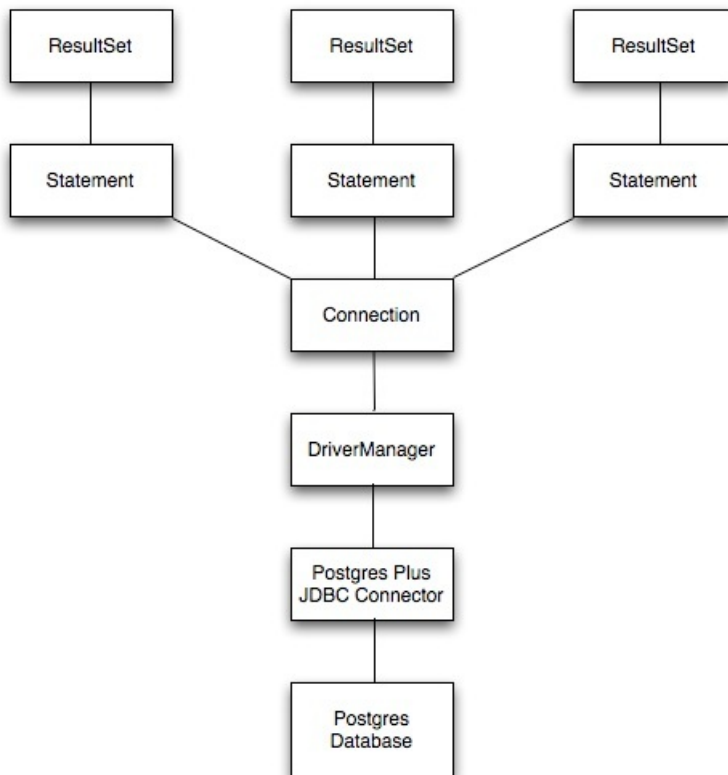 ResultSet
ResultSet
ResultSet
Statement
Statement
Statement
Connection
DriverManager
Postgres Plus
JDBC Connector
Postgres
Database